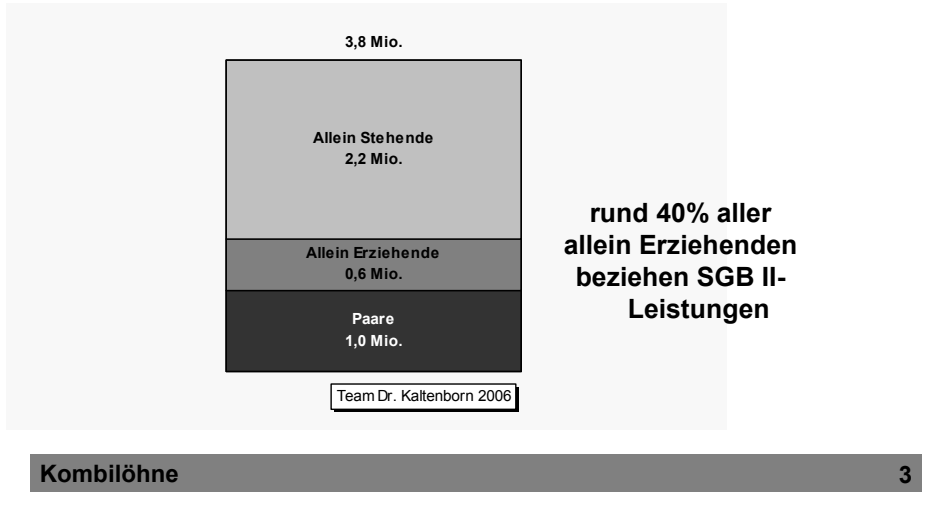 3,8 Mio.
Allein Stehende
2,2 Mio.
Allein Erziehende
0,6 Mio.
Paare
1,0 Mio.
Team Dr. Kaltenborn 2006
rund 40% aller
allein Erziehenden
beziehen SGB II-
Leistungen
Kombilöhne 3